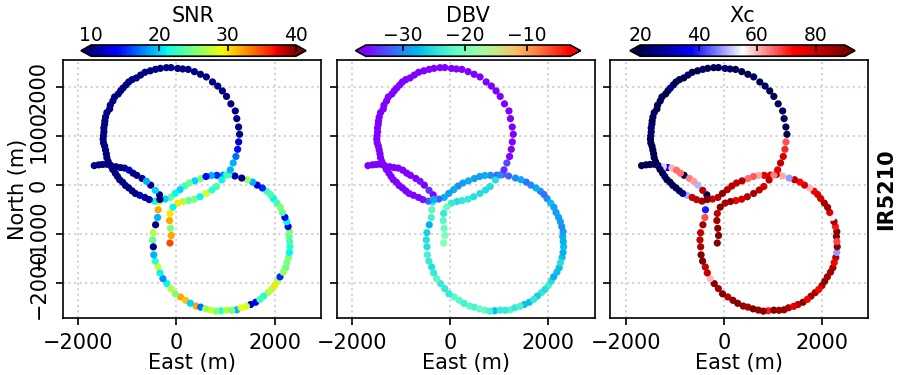 SNR
DBV
Xc
10 20 30 40
−30 −20 −10
20 40 60 80
North (m)
2000
1000
0
−1000
−2000
IR5210
−2000 0 2000
−2000 0 2000
−2000 0 2000
East (m)
East (m)
East (m)